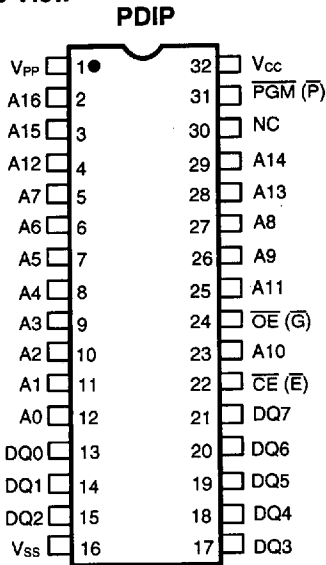 PDIP
VPP 1 32 VCC
A16 2 31 PGM (P)
A15 3 30 NC
A12 4 29 A14
A7 5 28 A13
A6 6 27 A8
A5 7 26 A9
A4 8 25 A11
A3 9 24 OE (G)
A2 10 23 A10
A1 11 22 CE (E)
A0 12 21 DQ7
DQ0 13 20 DQ6
DQ1 14 19 DQ5
DQ2 15 18 DQ4
VSS 16 17 DQ3